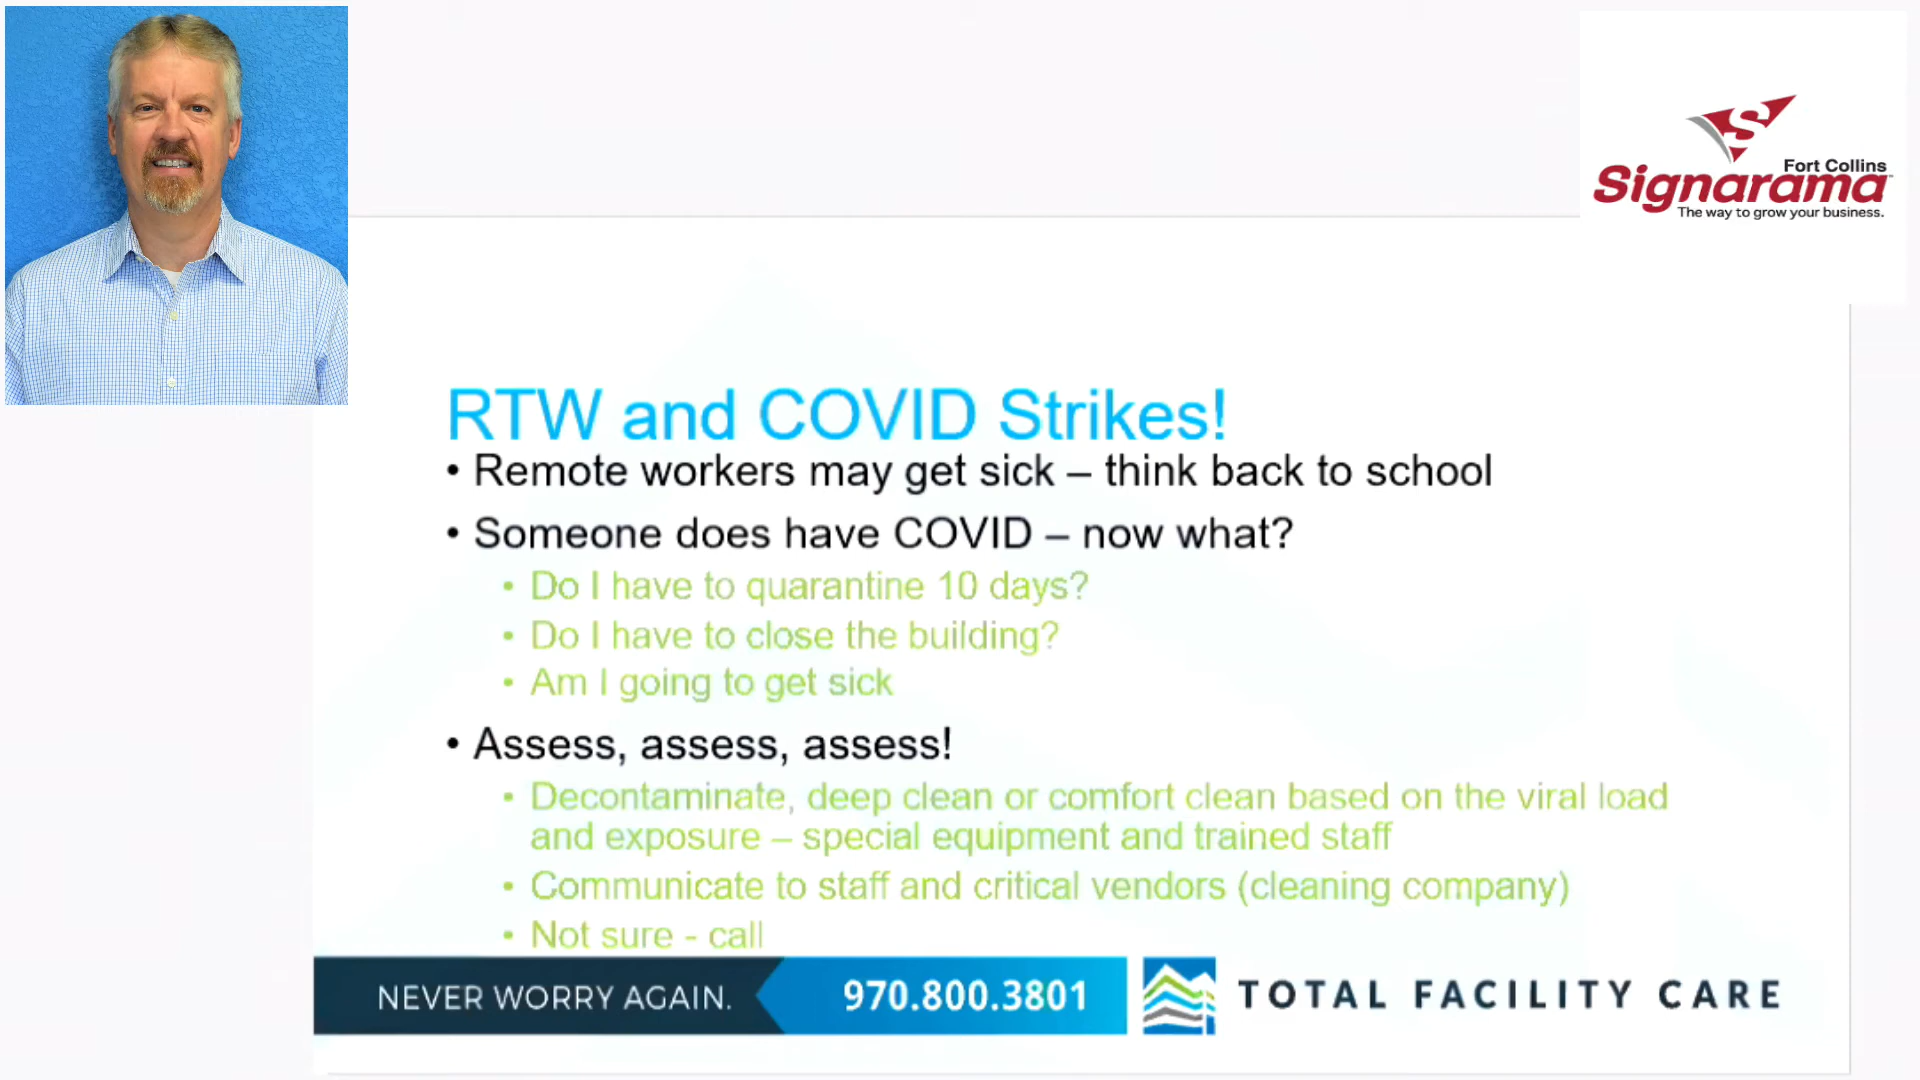 Fort Collins
Signarama
The way to grow your business.
RTW and COVID Strikes!
• Remote workers may get sick – think back to school
• Someone does have COVID – now what?
• Do I have to quarantine 10 days?
• Do I have to close the building?
• Am I going to get sick
• Assess, assess, assess!
• Decontaminate, deep clean or comfort clean based on the viral load
and exposure – special equipment and trained staff
• Communicate to staff and critical vendors (cleaning company)
• Not sure - call
NEVER WORRY AGAIN. 970.800.3801 TOTAL FACILITY CARE